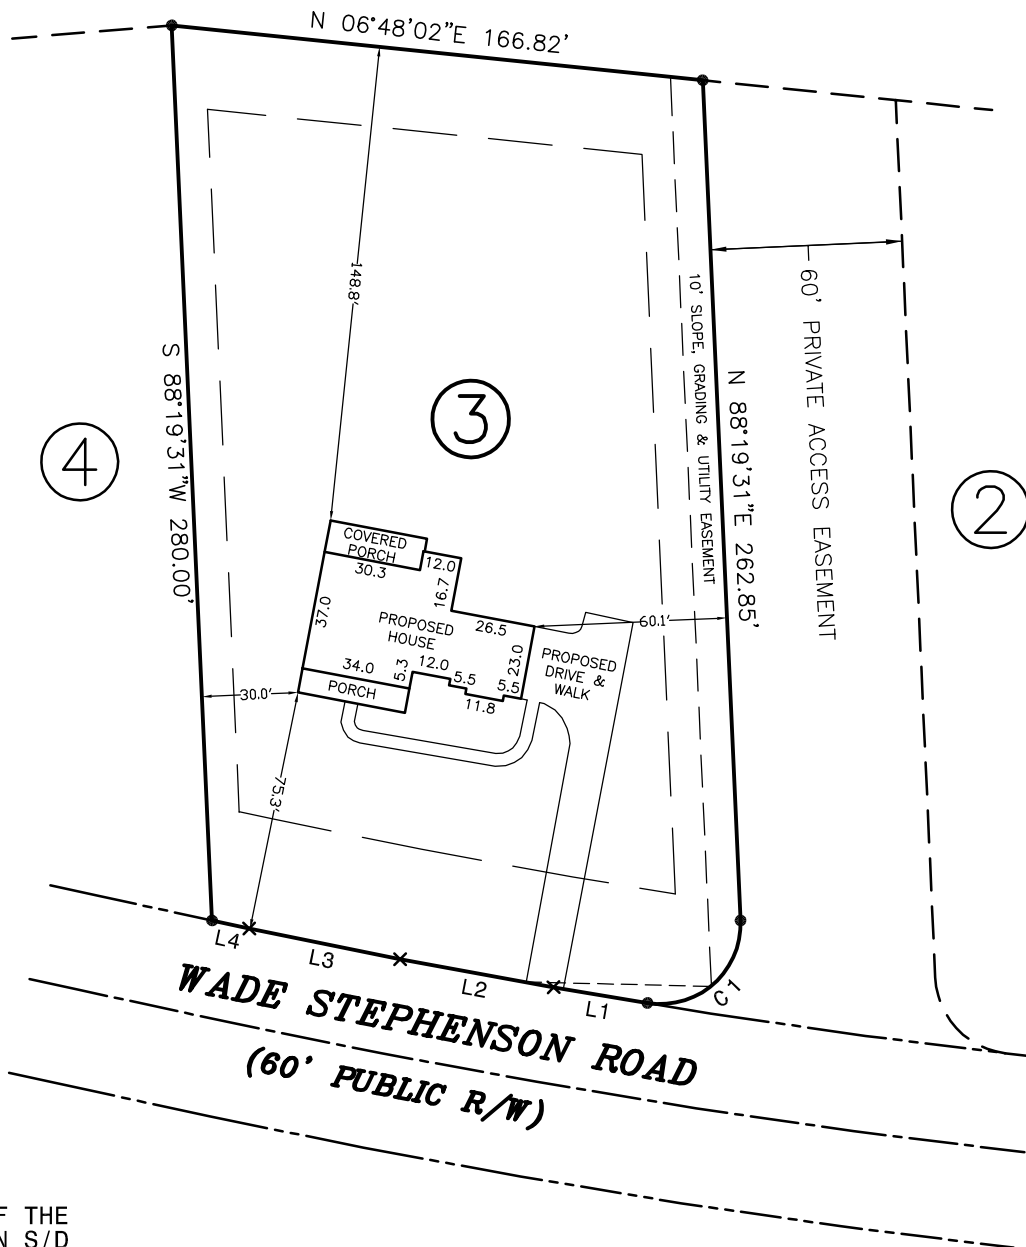 N 06°48'02"E 166.82'
148.8'
10' SLOPE, GRADING & UTILITY EASEMENT
60' PRIVATE ACCESS EASEMENT
S 88°19'31"W 280.00'
N 88°19'31"E 262.85'
3
4
2
COVERED
PORCH
30.3
12.0
16.7
37.0
PROPOSED
HOUSE
26.5
60.1'
23.0
PROPOSED
DRIVE &
WALK
34.0
5.3
12.0
5.5
5.5
11.8
PORCH
30.0'
75.3'
L4
L3
L2
L1
C1
WADE STEPHENSON ROAD
(60' PUBLIC R/W)
F THE
N S/D